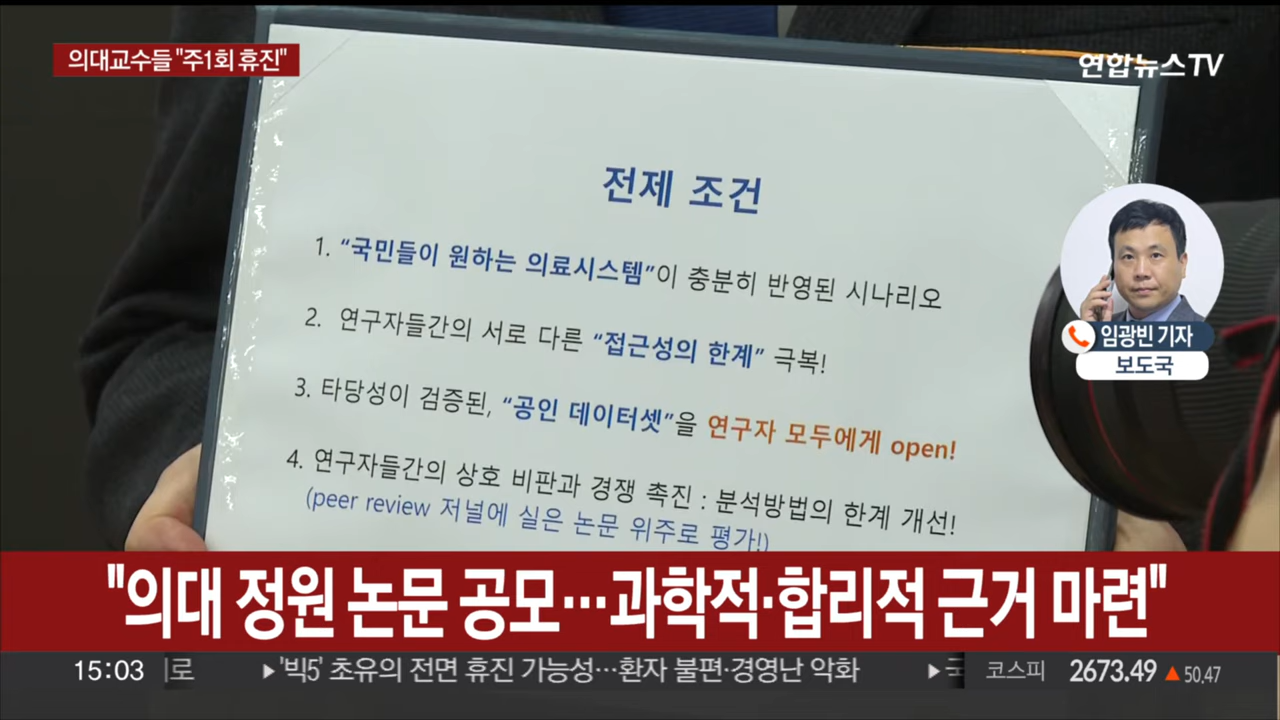 의대교수들 "주1회 휴진"
연합뉴스TV
전제 조건
1. “국민들이 원하는 의료시스템”이 충분히 반영된 시나리오
2. 연구자들간의 서로 다른 “접근성의 한계” 극복!
3. 타당성이 검증된, “공인 데이터셋”을 연구자 모두에게 open!
4. 연구자들간의 상호 비판과 경쟁 촉진 : 분석방법의 한계 개선!
(peer review 저널에 실은 논문 위주로 평가!)
임광빈 기자
보도국
"의대 정원 논문 공모…과학적·합리적 근거 마련"
15:03 로 ▶'빅5' 초유의 전면 휴진 가능성…환자 불편·경영난 악화 ▶ 코스피 2673.49 ▲50.47